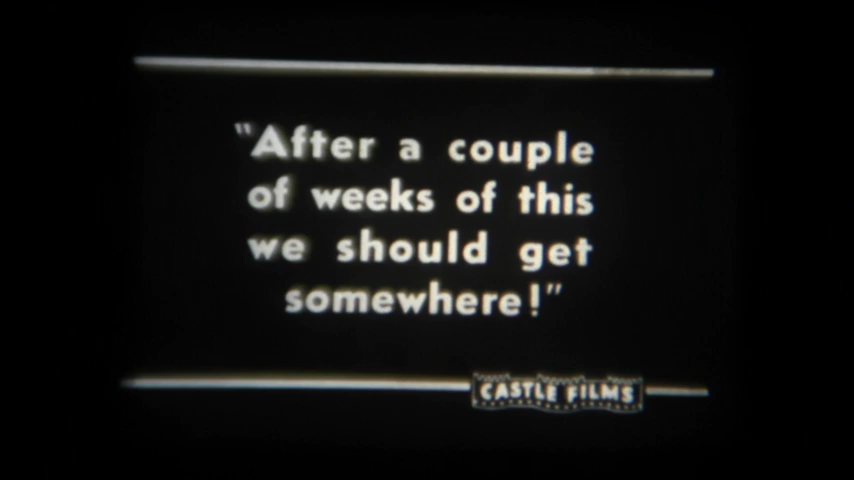 "After a couple
of weeks of this
we should get
somewhere!"
CASTLE FILMS